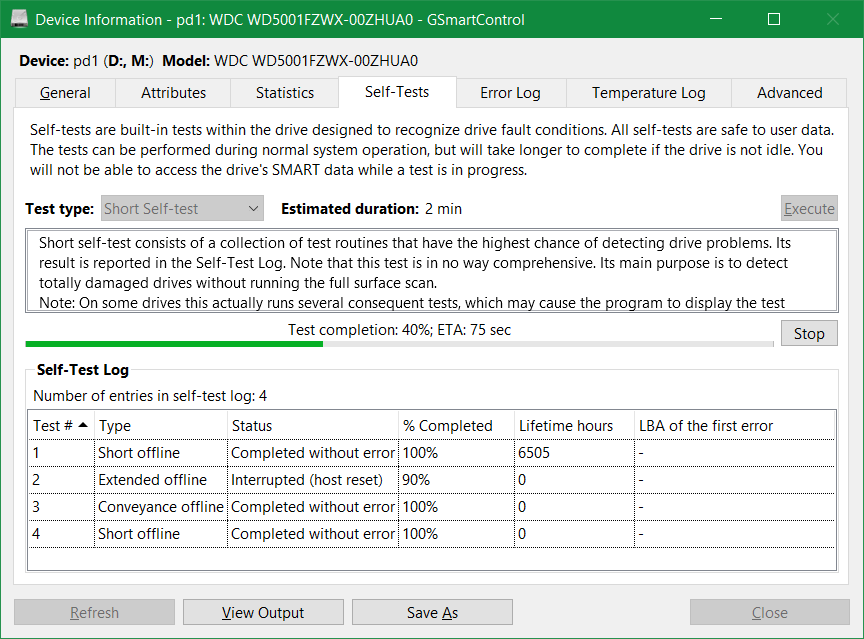 Device Information - pd1: WDC WD5001FZWX-00ZHUA0 - GSmartControl
Device: pd1 (D:, M:)  Model: WDC WD5001FZWX-00ZHUA0
General Attributes Statistics Self-Tests Error Log Temperature Log Advanced
Self-tests are built-in tests within the drive designed to recognize drive fault conditions. All self-tests are safe to user data.
The tests can be performed during normal system operation, but will take longer to complete if the drive is not idle. You
will not be able to access the drive's SMART data while a test is in progress.
Test type: Short Self-test Estimated duration: 2 min Execute
Short self-test consists of a collection of test routines that have the highest chance of detecting drive problems. Its
result is reported in the Self-Test Log. Note that this test is in no way comprehensive. Its main purpose is to detect
totally damaged drives without running the full surface scan.
Note: On some drives this actually runs several consequent tests, which may cause the program to display the test
Test completion: 40%; ETA: 75 sec
Stop
Self-Test Log
Number of entries in self-test log: 4
Test # Type Status % Completed Lifetime hours LBA of the first error
1 Short offline Completed without error 100% 6505 -
2 Extended offline Interrupted (host reset) 90% 0 -
3 Conveyance offline Completed without error 100% 0 -
4 Short offline Completed without error 100% 0 -
Refresh View Output Save As Close